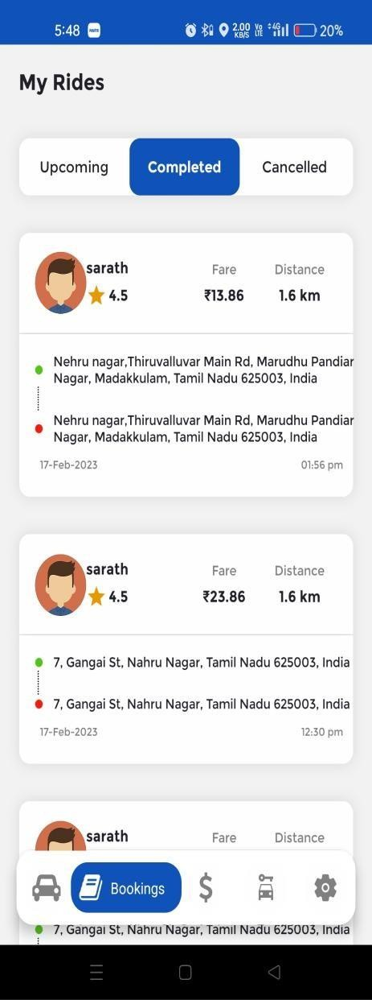 5:48 Paytm 2.00 KB/S Vo LTE 4G 20%
My Rides
Upcoming Completed Cancelled
sarath Fare Distance
4.5 ₹13.86 1.6 km
Nehru nagar,Thiruvalluvar Main Rd, Marudhu Pandiar
Nagar, Madakkulam, Tamil Nadu 625003, India
Nehru nagar,Thiruvalluvar Main Rd, Marudhu Pandiar
Nagar, Madakkulam, Tamil Nadu 625003, India
17-Feb-2023 01:56 pm
sarath Fare Distance
4.5 ₹23.86 1.6 km
7, Gangai St, Nahru Nagar, Tamil Nadu 625003, India
7, Gangai St, Nahru Nagar, Tamil Nadu 625003, India
17-Feb-2023 12:30 pm
sarath Fare Distance
Bookings $
7, Gangai St, Nahru Nagar, Tamil Nadu 625003, India